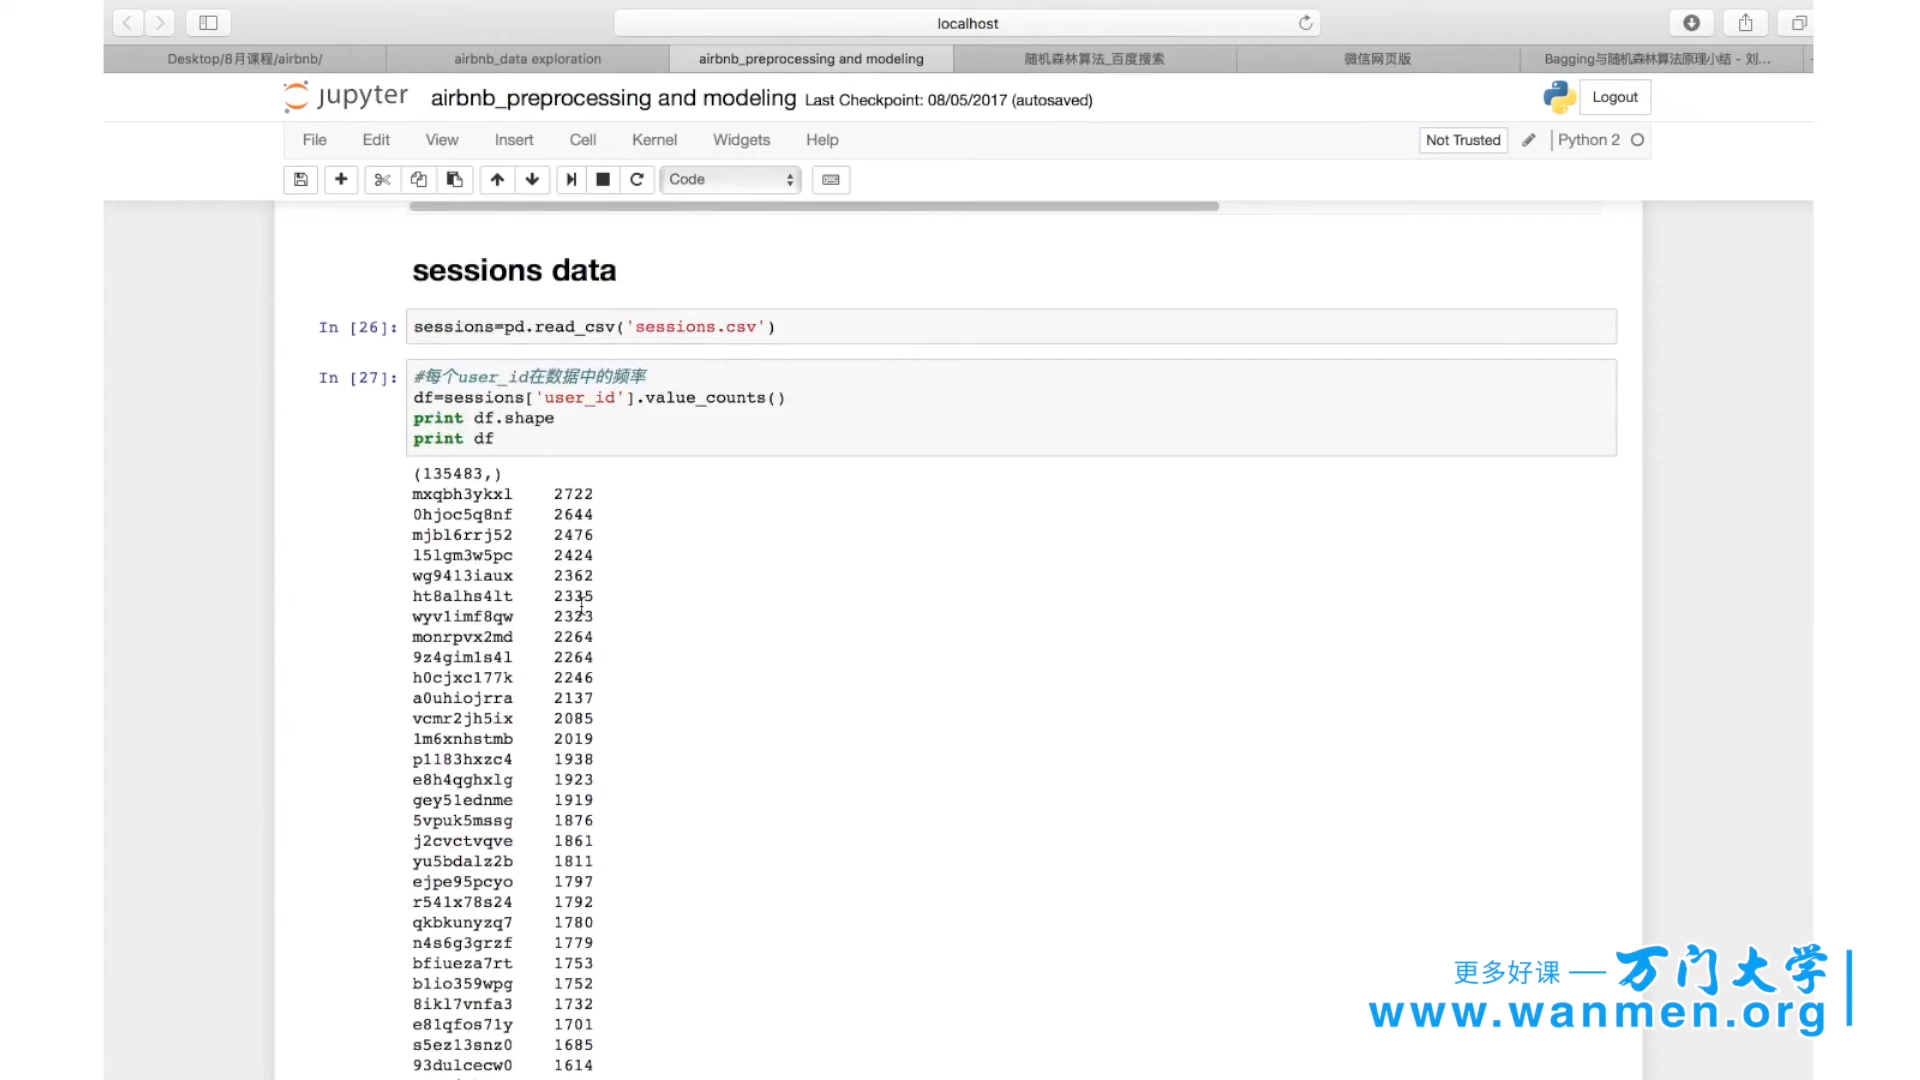 localhost
Desktop/8月课程/airbnb/
airbnb_data exploration
airbnb_preprocessing and modeling
随机森林算法_百度搜索
微信网页版
Bagging与随机森林算法原理小结 - 刘...
jupyter airbnb_preprocessing and modeling Last Checkpoint: 08/05/2017 (autosaved)
Logout
File Edit View Insert Cell Kernel Widgets Help
Not Trusted
Python 2
Code
sessions data
In [26]: sessions=pd.read_csv('sessions.csv')
In [27]: #每个user_id在数据中的频率
df=sessions['user_id'].value_counts()
print df.shape
print df
(135483,)
mxqbh3ykxl 2722
0hjoc5q8nf 2644
mjbl6rrj52 2476
l5lgm3w5pc 2424
wg9413iaux 2362
ht8alhs4lt 2335
wyv1imf8qw 2323
monrpvx2md 2264
9z4gim1s4l 2264
h0cjxc177k 2246
a0uhiojrra 2137
vcmr2jh5ix 2085
1m6xnhstmb 2019
p1183hxzc4 1938
e8h4qghxlg 1923
gey51ednme 1919
5vpuk5mssg 1876
j2cvctvqve 1861
yu5bdalz2b 1811
ejpe95pcyo 1797
r541x78s24 1792
qkbkunyzq7 1780
n4s6g3grzf 1779
bfiueza7rt 1753
blio359wpg 1752
8ikl7vnfa3 1732
e81qfos71y 1701
s5ez13snz0 1685
93dulcecw0 1614
更多好课 — 万门大学
www.wanmen.org